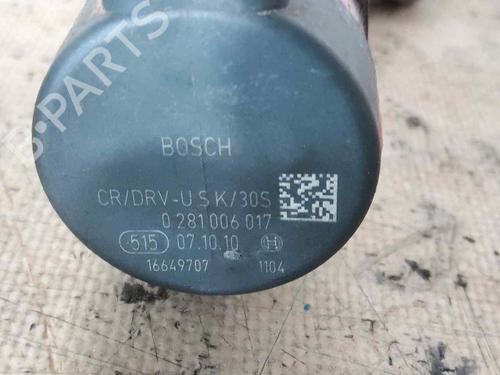 B-PARTS
BOSCH
CR/DRV-U S K/30S
0 281 006 017
515 07.10.10
16649707 1104